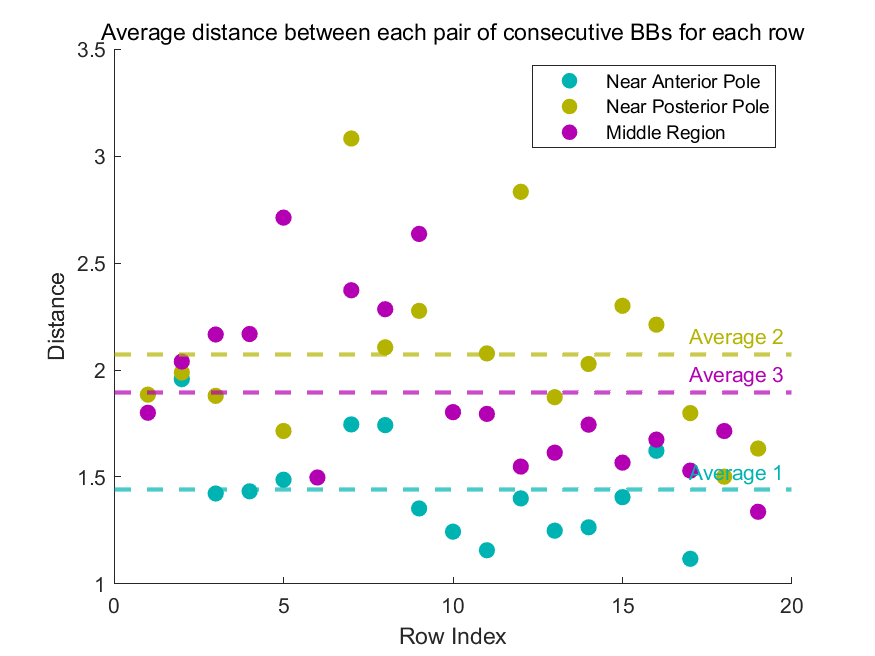 Average distance between each pair of consecutive BBs for each row
3.5
3
2.5
2
1.5
1
Distance
Near Anterior Pole
Near Posterior Pole
Middle Region
Average 2
Average 3
Average 1
0
5
10
15
20
Row Index